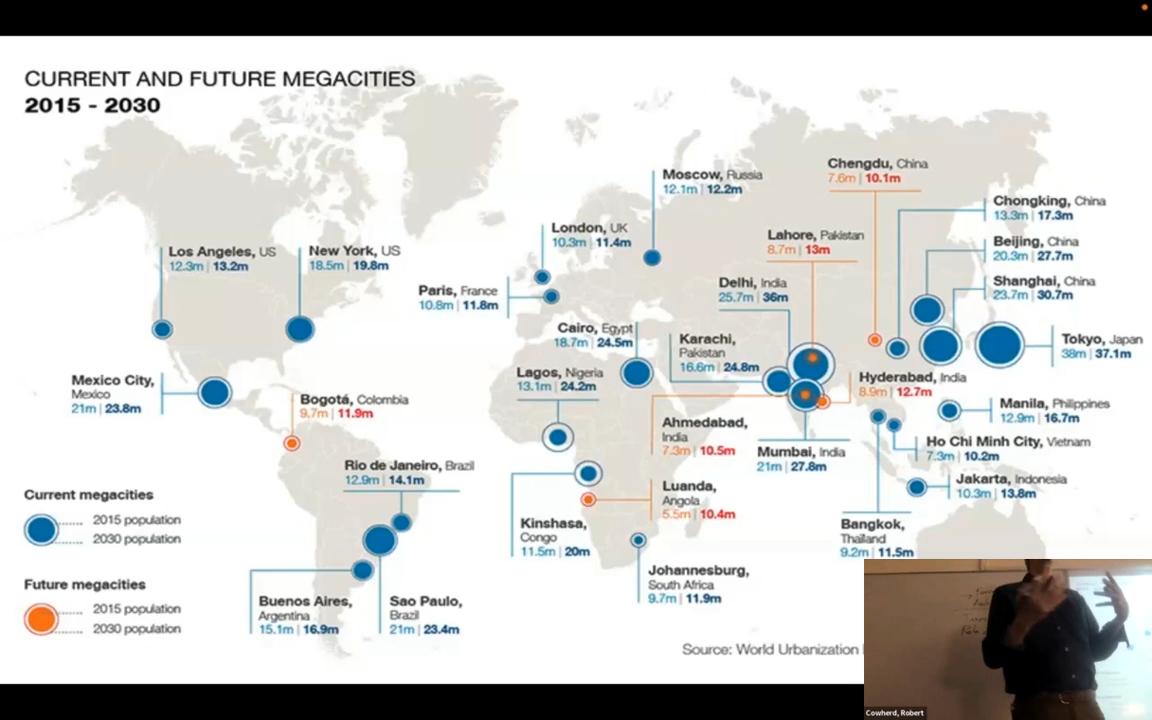 CURRENT AND FUTURE MEGACITIES
2015 - 2030
Moscow, Russia
12.1m | 12.2m
Chengdu, China
7.6m | 10.1m
Chongking, China
13.3m | 17.3m
London, UK
10.3m | 11.4m
Lahore, Pakistan
8.7m | 13m
Beijing, China
20.3m | 27.7m
Los Angeles, US
12.3m | 13.2m
New York, US
18.5m | 19.8m
Paris, France
10.8m | 11.8m
Delhi, India
25.7m | 36m
Shanghai, China
23.7m | 30.7m
Cairo, Egypt
18.7m | 24.5m
Karachi,
Pakistan
16.6m | 24.8m
Tokyo, Japan
38m | 37.1m
Lagos, Nigeria
13.1m | 24.2m
Mexico City,
Mexico
21m | 23.8m
Bogotá, Colombia
9.7m | 11.9m
Hyderabad, India
8.9m | 12.7m
Manila, Philippines
12.9m | 16.7m
Ahmedabad,
India
7.3m | 10.5m
Mumbai, India
21m | 27.8m
Ho Chi Minh City, Vietnam
7.3m | 10.2m
Rio de Janeiro, Brazil
12.9m | 14.1m
Luanda,
Angola
5.5m | 10.4m
Jakarta, Indonesia
10.3m | 13.8m
Kinshasa,
Congo
11.5m | 20m
Bangkok,
Thailand
9.2m | 11.5m
Johannesburg,
South Africa
9.7m | 11.9m
Buenos Aires,
Argentina
15.1m | 16.9m
Sao Paulo,
Brazil
21m | 23.4m
Current megacities
2015 population
2030 population
Future megacities
2015 population
2030 population
Source: World Urbanization
Cowherd, Robert